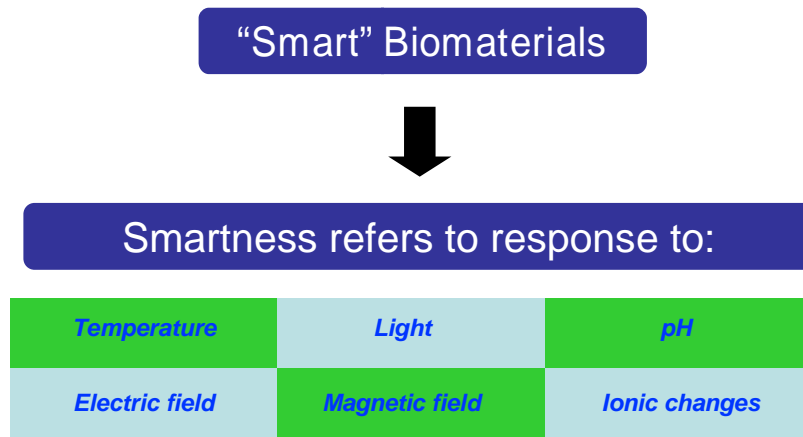 “Smart” Biomaterials
Smartness refers to response to:
Temperature Light pH
Electric field Magnetic field Ionic changes